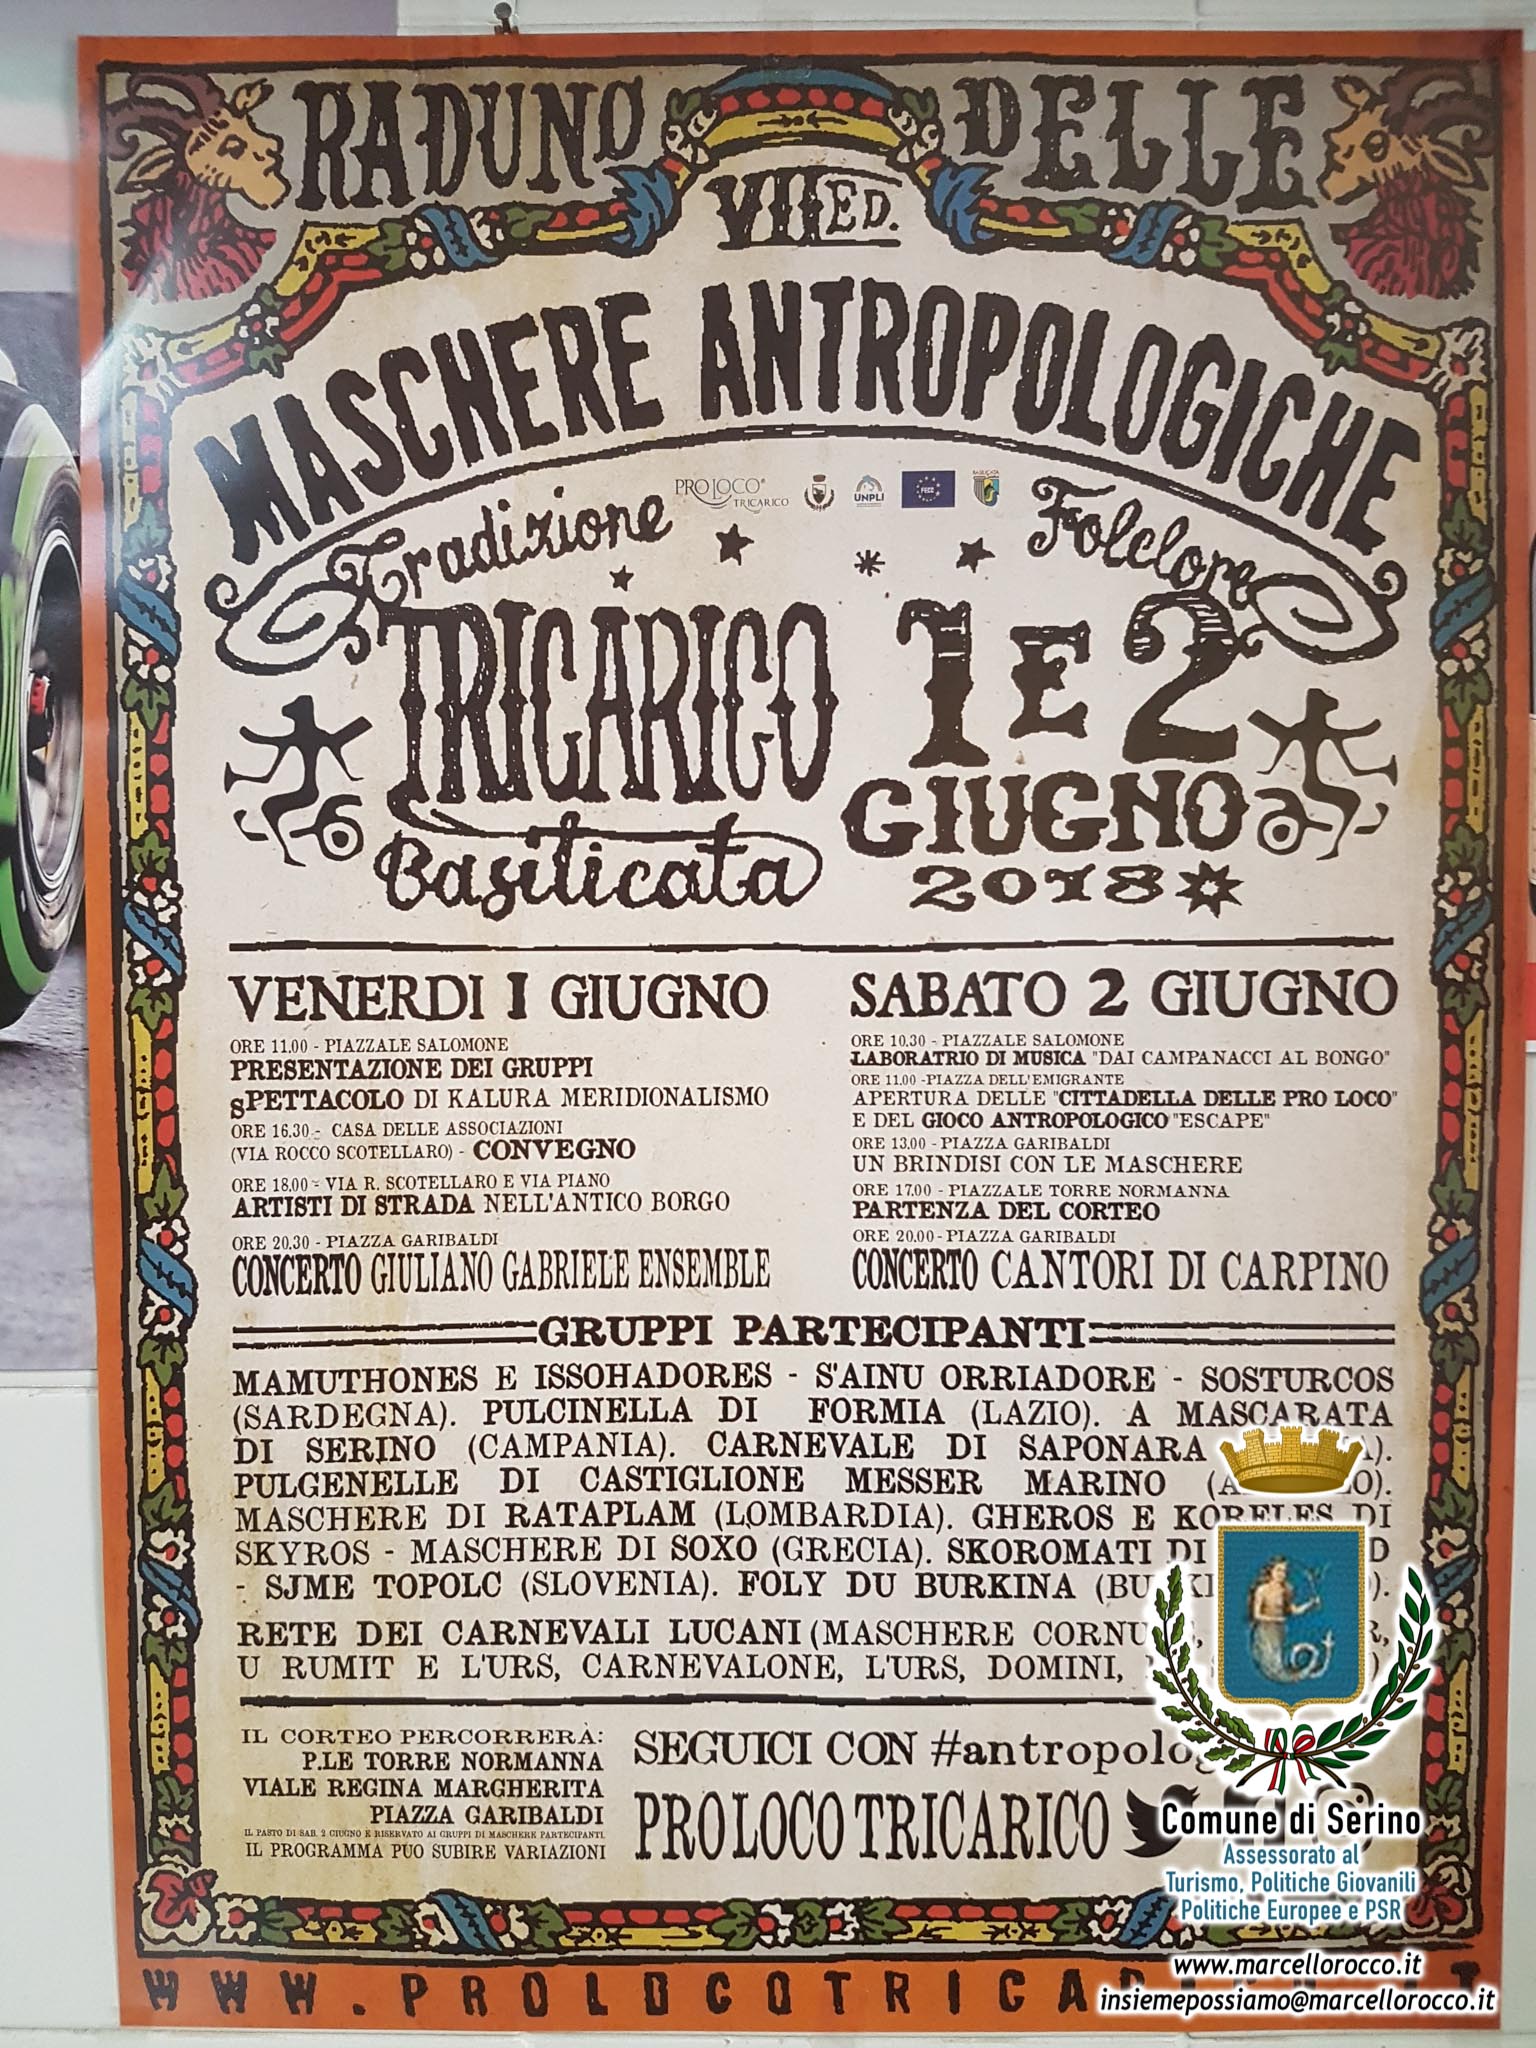 RADUNO DELLE
VII ED.
MASCHERE ANTROPOLOGICHE
PRO LOCO TRICARICO
UNPLI
FECC
BASILICATA
Tradizione
Folclore
TRICARICO
Basilicata
1 E 2
GIUGNO
2018
VENERDI 1 GIUGNO
ORE 11.00 - PIAZZALE SALOMONE
PRESENTAZIONE DEI GRUPPI
SPETTACOLO DI KALURA MERIDIONALISMO
ORE 16.30 - CASA DELLE ASSOCIAZIONI
(VIA ROCCO SCOTELLARO) - CONVEGNO
ORE 18.00 - VIA R. SCOTELLARO E VIA PIANO
ARTISTI DI STRADA NELL'ANTICO BORGO
ORE 20.30 - PIAZZA GARIBALDI
CONCERTO GIULIANO GABRIELE ENSEMBLE
SABATO 2 GIUGNO
ORE 10.30 - PIAZZALE SALOMONE
LABORATRIO DI MUSICA "DAI CAMPANACCI AL BONGO"
ORE 11.00 -PIAZZA DELL'EMIGRANTE
APERTURA DELLE "CITTADELLA DELLE PRO LOCO"
E DEL GIOCO ANTROPOLOGICO "ESCAPE"
ORE 13.00 - PIAZZA GARIBALDI
UN BRINDISI CON LE MASCHERE
ORE 17.00 - PIAZZALE TORRE NORMANNA
PARTENZA DEL CORTEO
ORE 20.00 - PIAZZA GARIBALDI
CONCERTO CANTORI DI CARPINO
GRUPPI PARTECIPANTI
MAMUTHONES E ISSOHADORES - S'AINU ORRIADORE - SOSTURCOS
(SARDEGNA). PULCINELLA DI FORMIA (LAZIO). A MASCARATA
DI SERINO (CAMPANIA). CARNEVALE DI SAPONARA
PULGENELLE DI CASTIGLIONE MESSER MARINO
MASCHERE DI RATAPLAM (LOMBARDIA). GHEROS E KORELES DI
SKYROS - MASCHERE DI SOXO (GRECIA). SKOROMATI DI
- SJME TOPOLC (SLOVENIA). FOLY DU BURKINA
RETE DEI CARNEVALI LUCANI (MASCHERE
U RUMIT E L'URS, CARNEVALONE, L'URS, DOMINI,
IL CORTEO PERCORRERÀ:
P.LE TORRE NORMANNA
VIALE REGINA MARGHERITA
PIAZZA GARIBALDI
IL PASTO DI SAB. 2 GIUGNO E RISERVATO AI GRUPPI DI MASCHERE PARTECIPANTI.
IL PROGRAMMA PUO SUBIRE VARIAZIONI
SEGUICI CON
PRO LOCO TRICARICO
Comune di Serino
Assessorato al
Turismo, Politiche Giovanili
Politiche Europee e PSR
www.marcellorocco.it
insiemepossiamo@marcellorocco.it